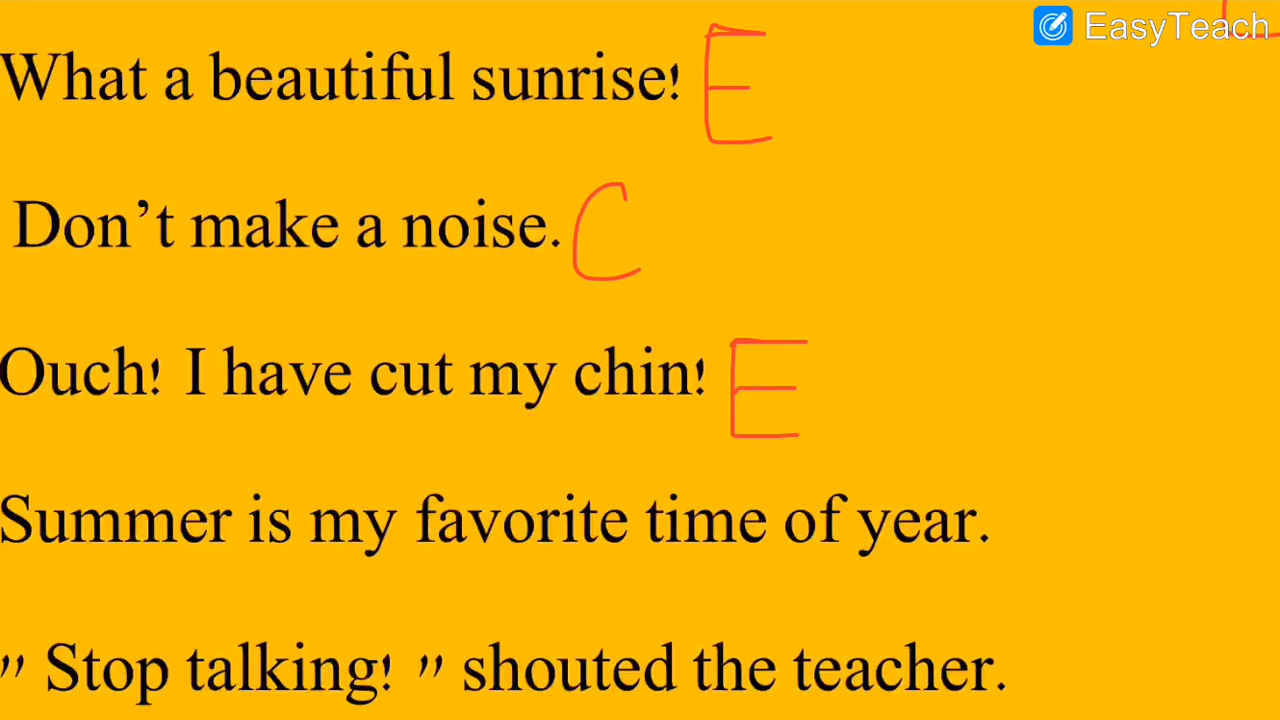 EasyTeach
What a beautiful sunrise! E
Don’t make a noise. C
Ouch! I have cut my chin! E
Summer is my favorite time of year.
" Stop talking! " shouted the teacher.